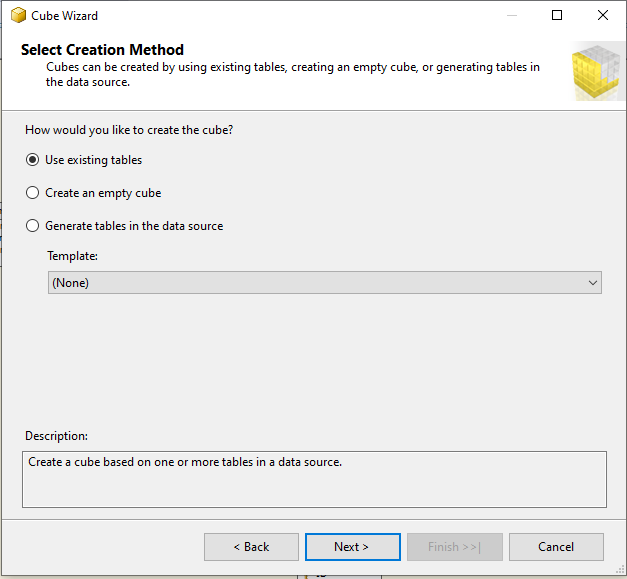 Cube Wizard
Select Creation Method
Cubes can be created by using existing tables, creating an empty cube, or generating tables in
the data source.
How would you like to create the cube?
Use existing tables
Create an empty cube
Generate tables in the data source
Template:
(None)
Description:
Create a cube based on one or more tables in a data source.
< Back
Next >
Finish >>|
Cancel